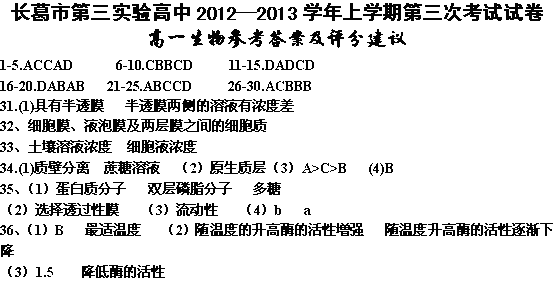 长葛市第三实验高中2012—2013学年上学期第三次考试试卷
高一生物参考答案及评分建议
1-5.ACCAD 6-10.CBBCD 11-15.DADCD
16-20.DABAB 21-25.ABCCD 26-30.ACBBB
31.(1)具有半透膜 半透膜两侧的溶液有浓度差
32、细胞膜、液泡膜及两层膜之间的细胞质
33、土壤溶液浓度 细胞液浓度
34.(1)质壁分离 蔗糖溶液 （2）原生质层（3）A>C>B (4)B
35、（1）蛋白质分子 双层磷脂分子 多糖
（2）选择透过性膜 （3）流动性 （4）b a
36、（1）B 最适温度 （2）随温度的升高酶的活性增强 随温度升高酶的活性逐渐下
降
（3）1.5 降低酶的活性